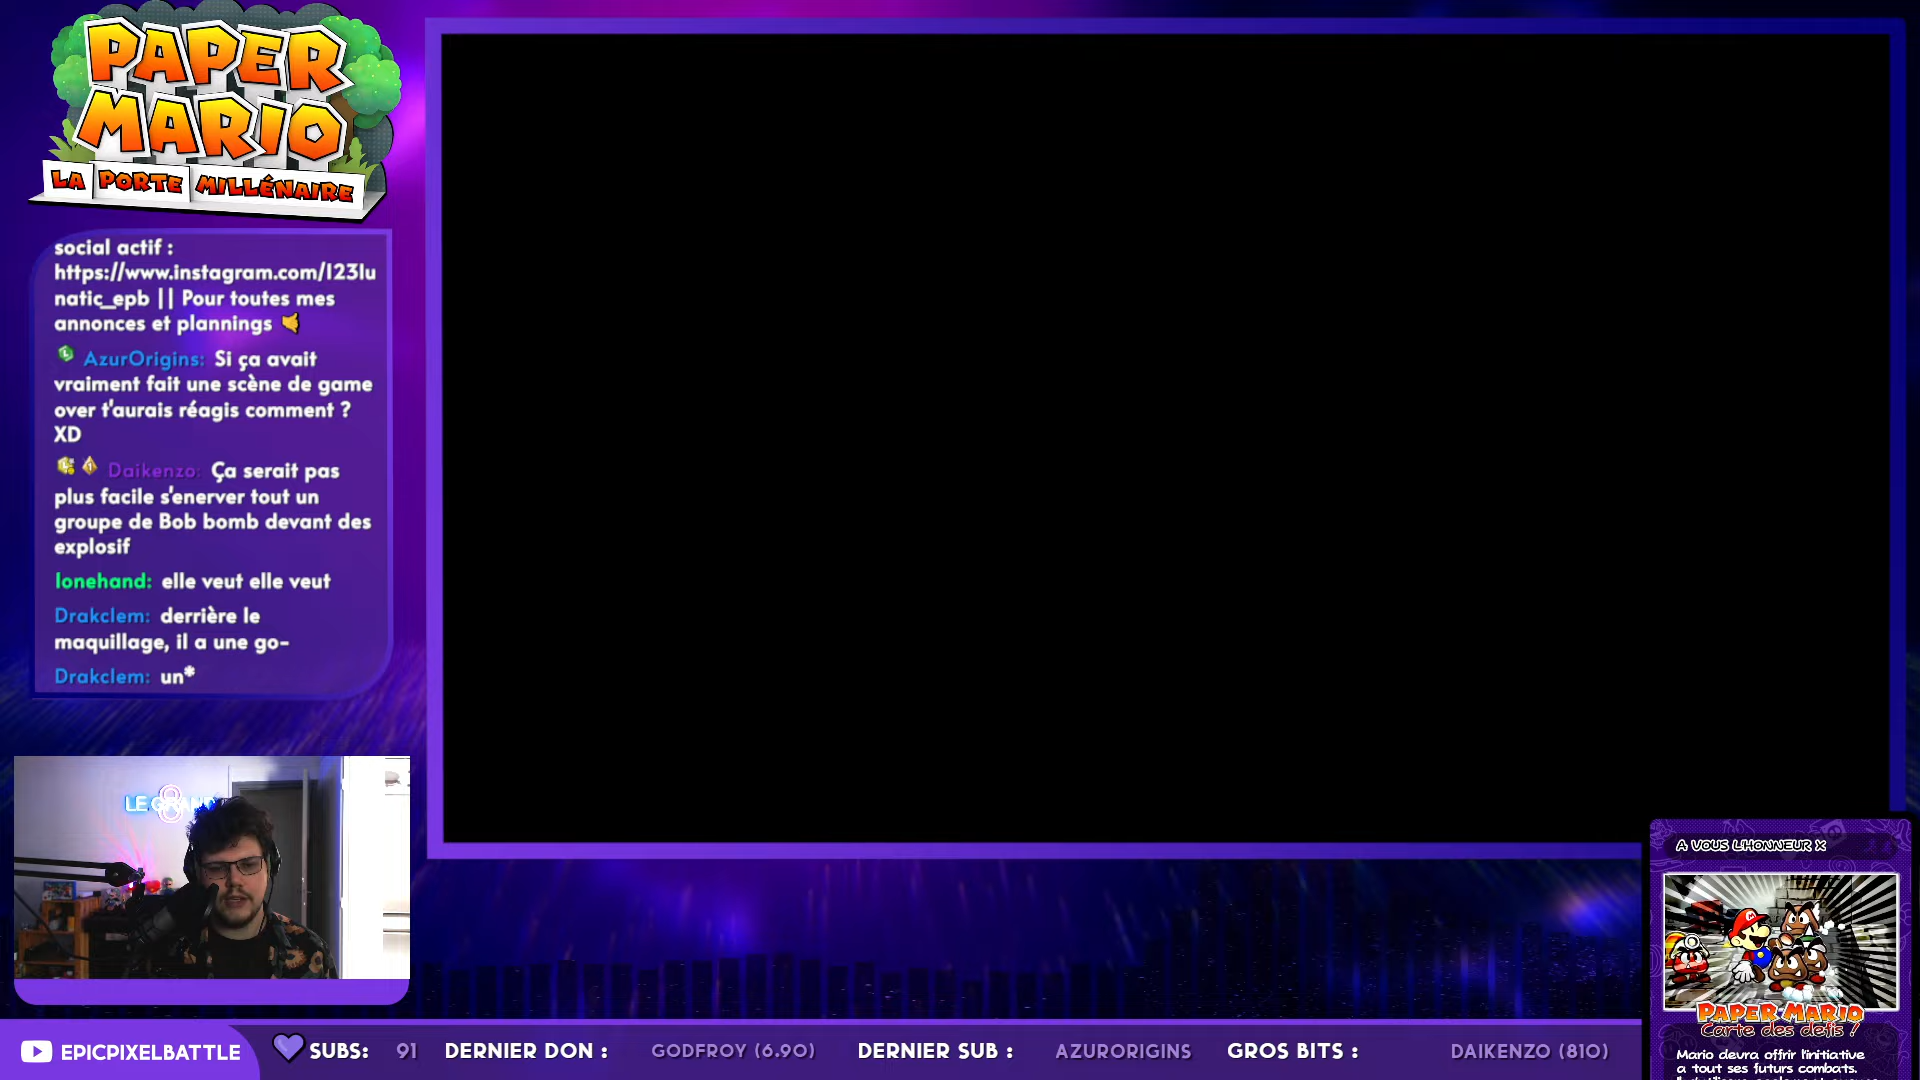 PAPER
MARIO
LA PORTE MILLÉNAIRE
social actif :
https://www.instagram.com/l23lu
natic_epb || Pour toutes mes
annonces et plannings
AzurOrigins: Si ça avait
vraiment fait une scène de game
over t'aurais réagis comment ?
XD
Daikenzo: Ça serait pas
plus facile s'enerver tout un
groupe de Bob bomb devant des
explosif
lonehand: elle veut elle veut
Drakclem: derrière le
maquillage, il a une go-
Drakclem: un*
LE GRAND
8
A VOUS L'HONNEUR X
PAPER MARIO
Carte des défis !
Mario devra offrir l'initiative
a tout ses futurs combats.
EPICPIXELBATTLE
SUBS: 91 DERNIER DON : GODFROY (6.90) DERNIER SUB : AZURORIGINS GROS BITS : DAIKENZO (810)